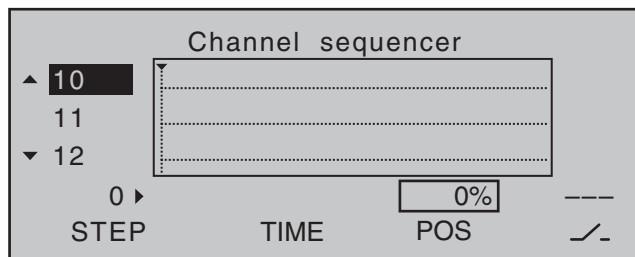 Channel sequencer
10
11
12
0 0% ---
STEP TIME POS